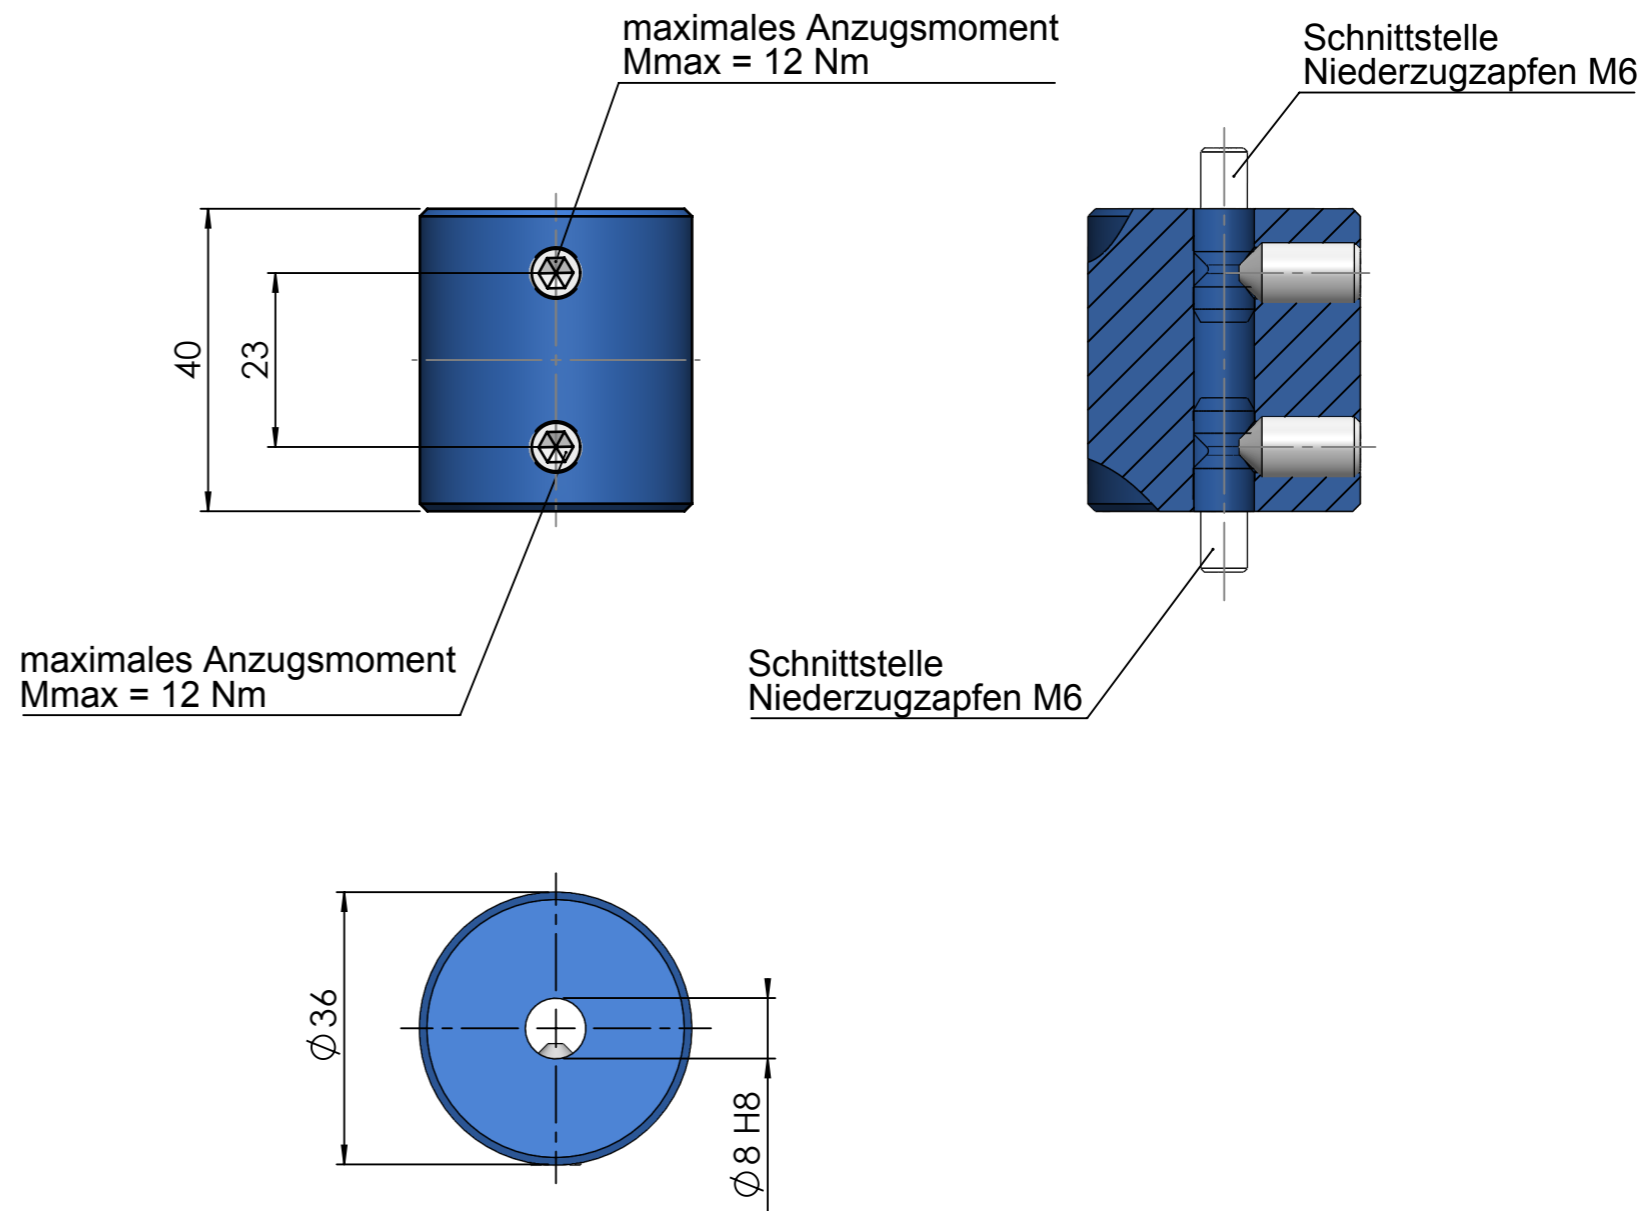 maximales Anzugsmoment
Mmax = 12 Nm
Schnittstelle
Niederzugzapfen M6
40
23
maximales Anzugsmoment
Mmax = 12 Nm
Schnittstelle
Niederzugzapfen M6
∅36
∅8 H8